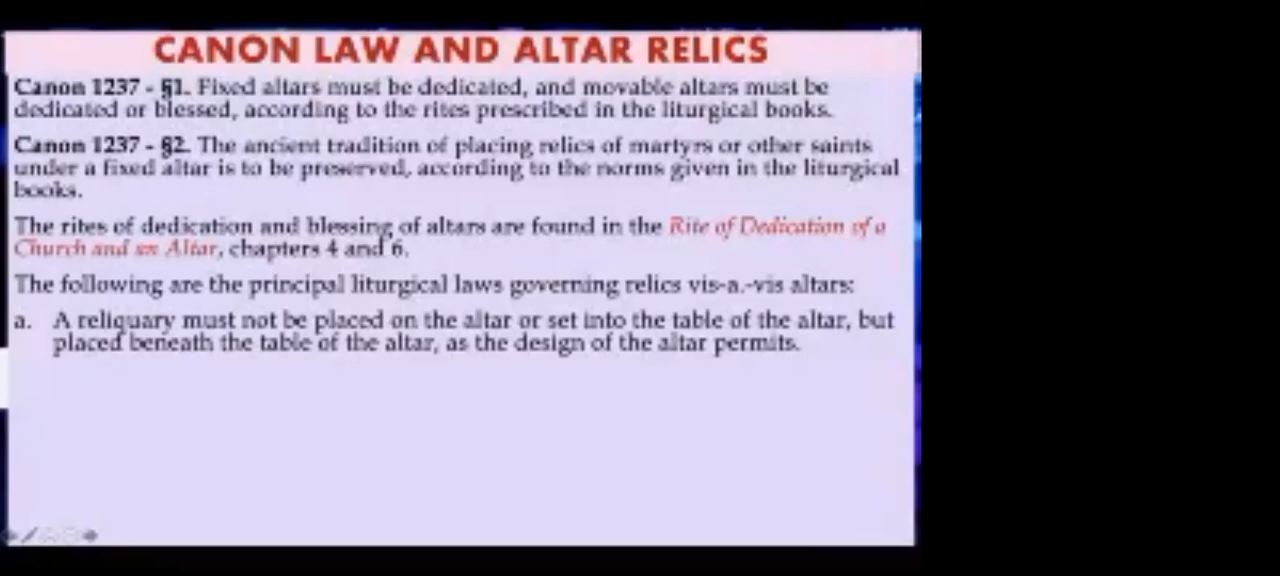 CANON LAW AND ALTAR RELICS
Canon 1237 - §1. Fixed altars must be dedicated, and movable altars must be
dedicated or blessed, according to the rites prescribed in the liturgical books.
Canon 1237 - §2. The ancient tradition of placing relics of martyrs or other saints
under a fixed altar is to be preserved, according to the norms given in the liturgical
books.
The rites of dedication and blessing of altars are found in the Rite of Dedication of a
Church and an Altar, chapters 4 and 6.
The following are the principal liturgical laws governing relics vis-a.-vis altars:
a. A reliquary must not be placed on the altar or set into the table of the altar, but
placed beneath the table of the altar, as the design of the altar permits.